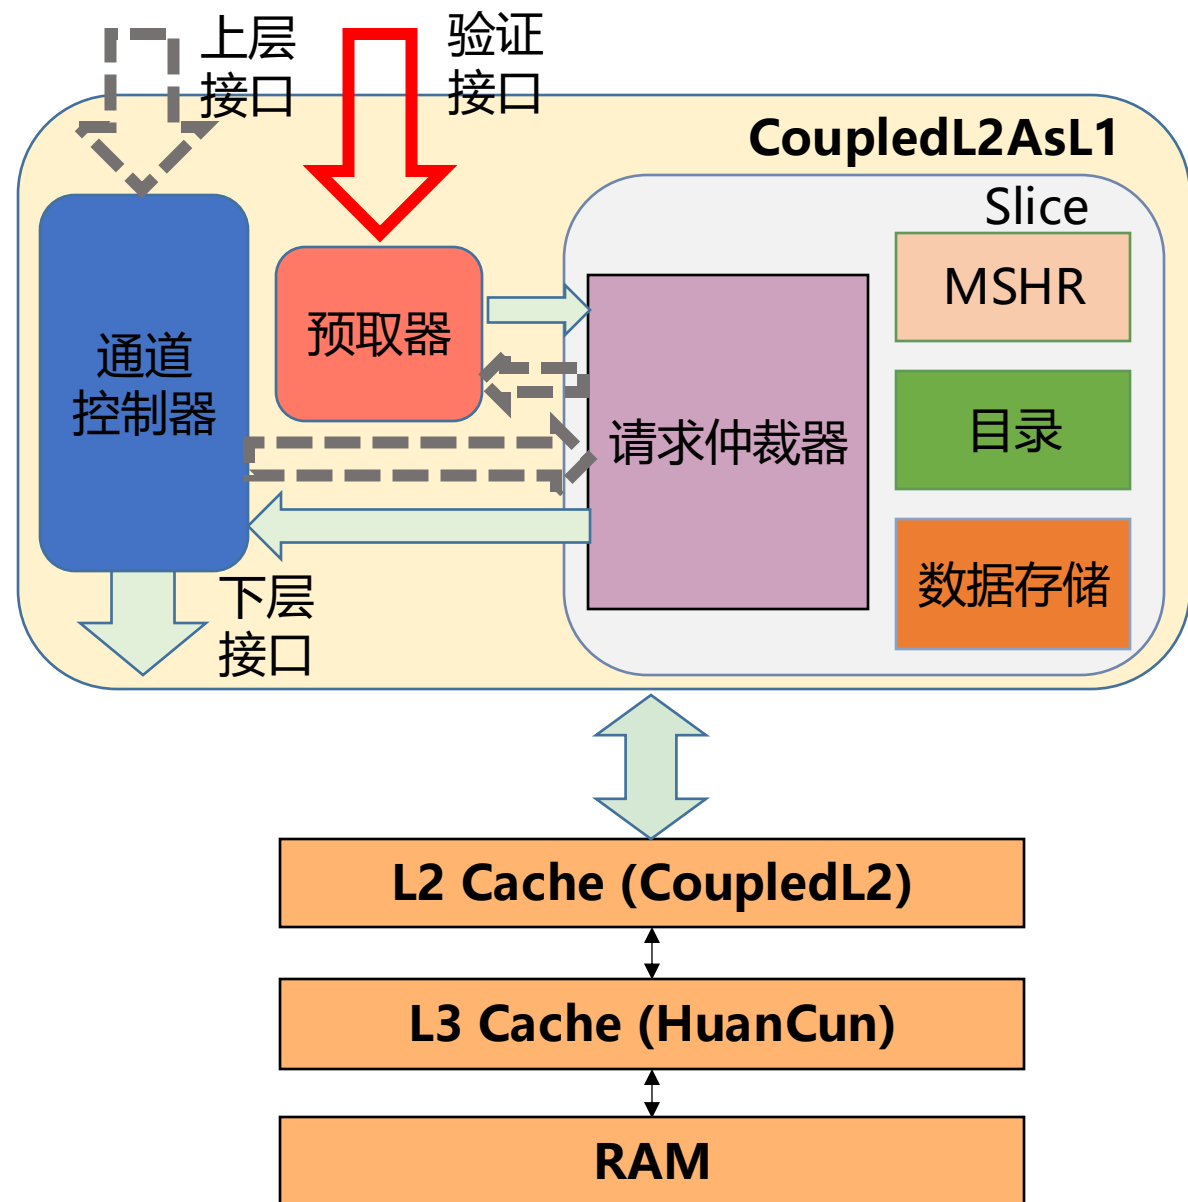 上层
接口
验证
接口
CoupledL2AsL1
Slice
MSHR
预取器
通道
控制器
目录
请求仲裁器
数据存储
下层
接口
L2 Cache (CoupledL2)
L3 Cache (HuanCun)
RAM